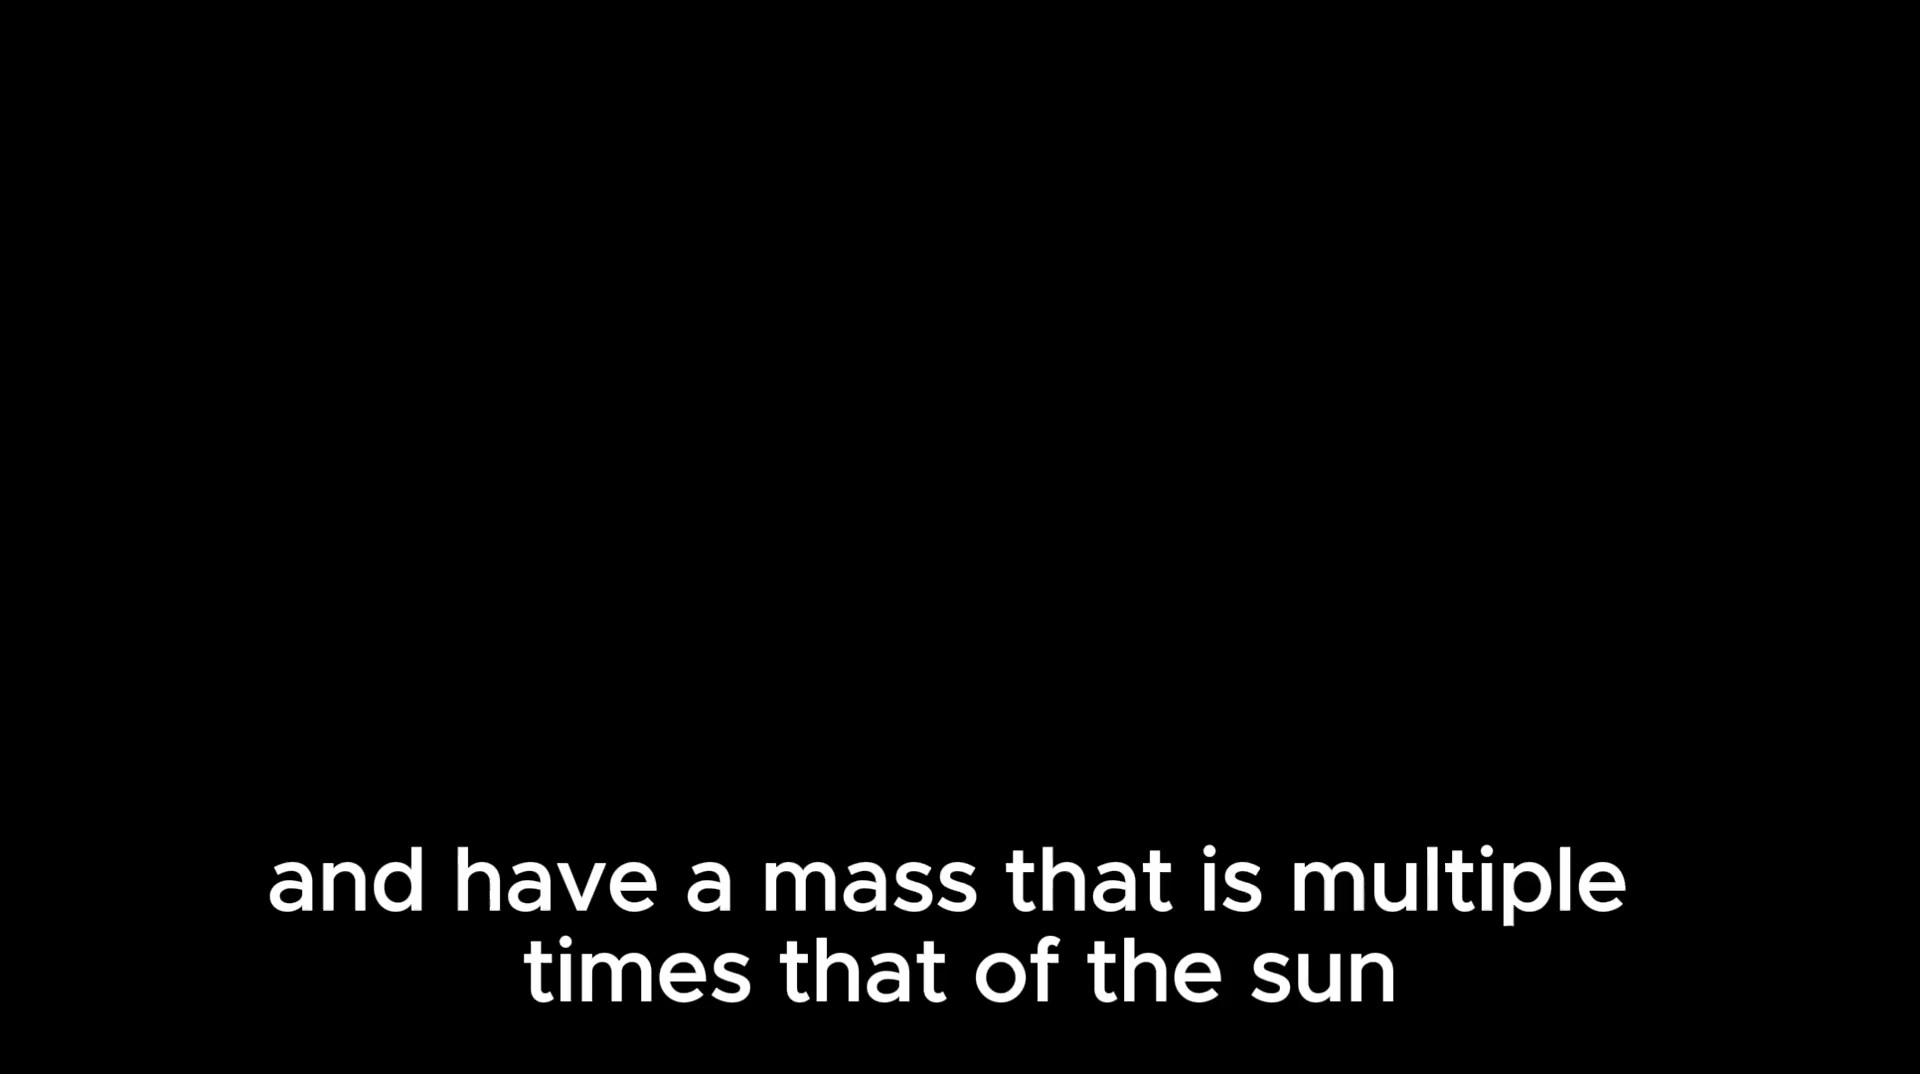 and have a mass that is multiple
times that of the sun